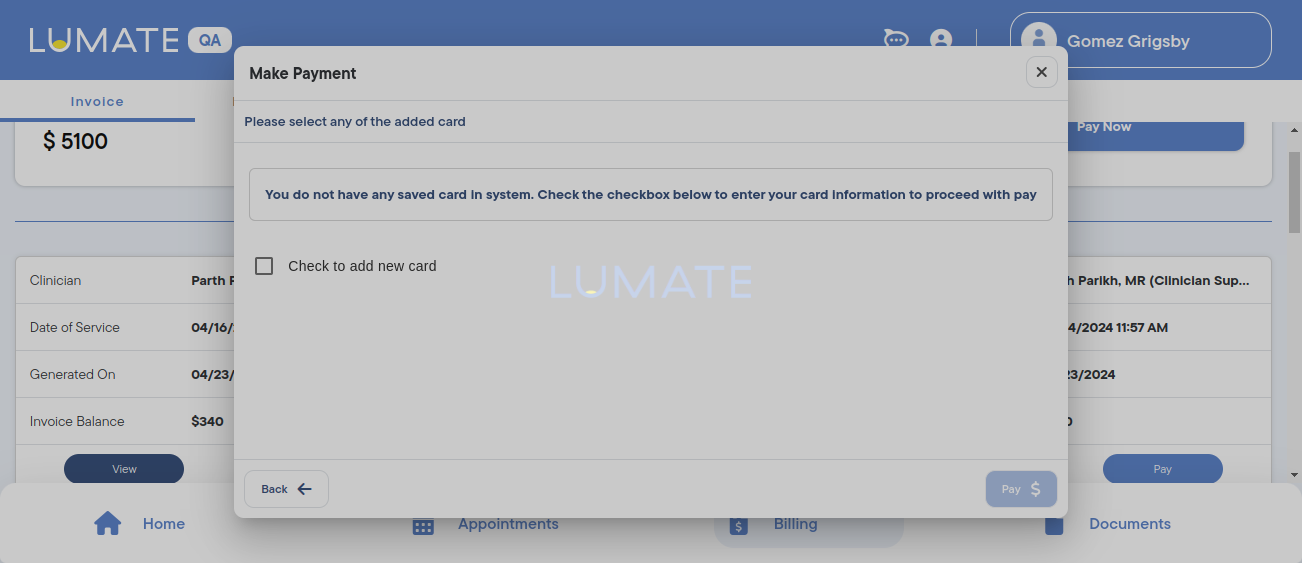 LUMATE QA
Gomez Grigsby
Make Payment
Invoice
Please select any of the added card
$ 5100
Pay Now
You do not have any saved card in system. Check the checkbox below to enter your card information to proceed with pay
Check to add new card
LUMATE
Clinician Parth
Parikh, MR (Clinician Sup...
Date of Service 04/16/
4/2024 11:57 AM
Generated On 04/23/
23/2024
Invoice Balance $340
View
Pay
Back
Pay $
Home
Appointments
Billing
Documents